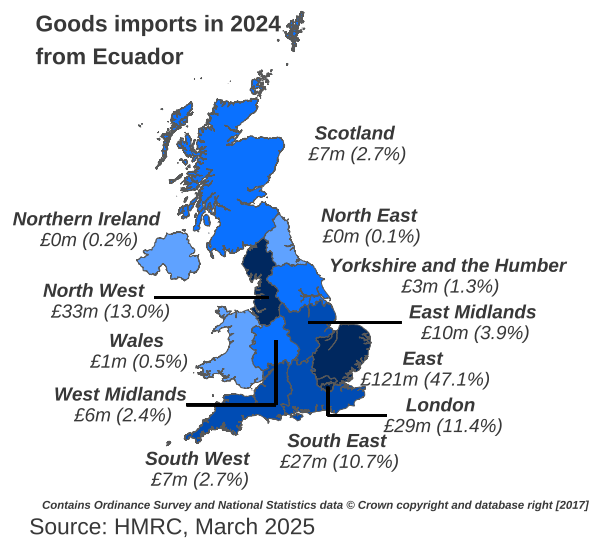 Goods imports in 2024
from Ecuador
Scotland
£7m (2.7%)
Northern Ireland
£0m (0.2%)
North East
£0m (0.1%)
Yorkshire and the Humber
£3m (1.3%)
North West
£33m (13.0%)
East Midlands
£10m (3.9%)
Wales
£1m (0.5%)
East
£121m (47.1%)
West Midlands
£6m (2.4%)
London
£29m (11.4%)
South East
£27m (10.7%)
South West
£7m (2.7%)
Contains Ordinance Survey and National Statistics data © Crown copyright and database right [2017]
Source: HMRC, March 2025